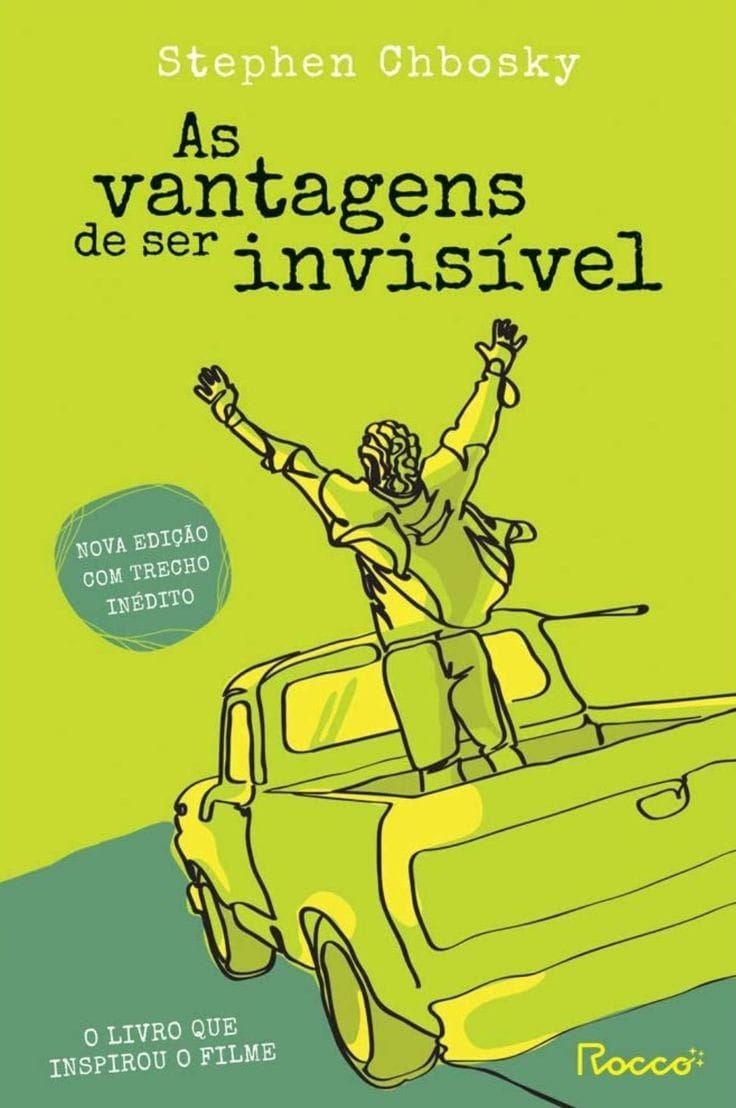 Stephen Chbosky
As
vantagens
de ser invisível
NOVA EDIÇÃO
COM TRECHO
INÉDITO
O LIVRO QUE
INSPIROU O FILME
Rocco